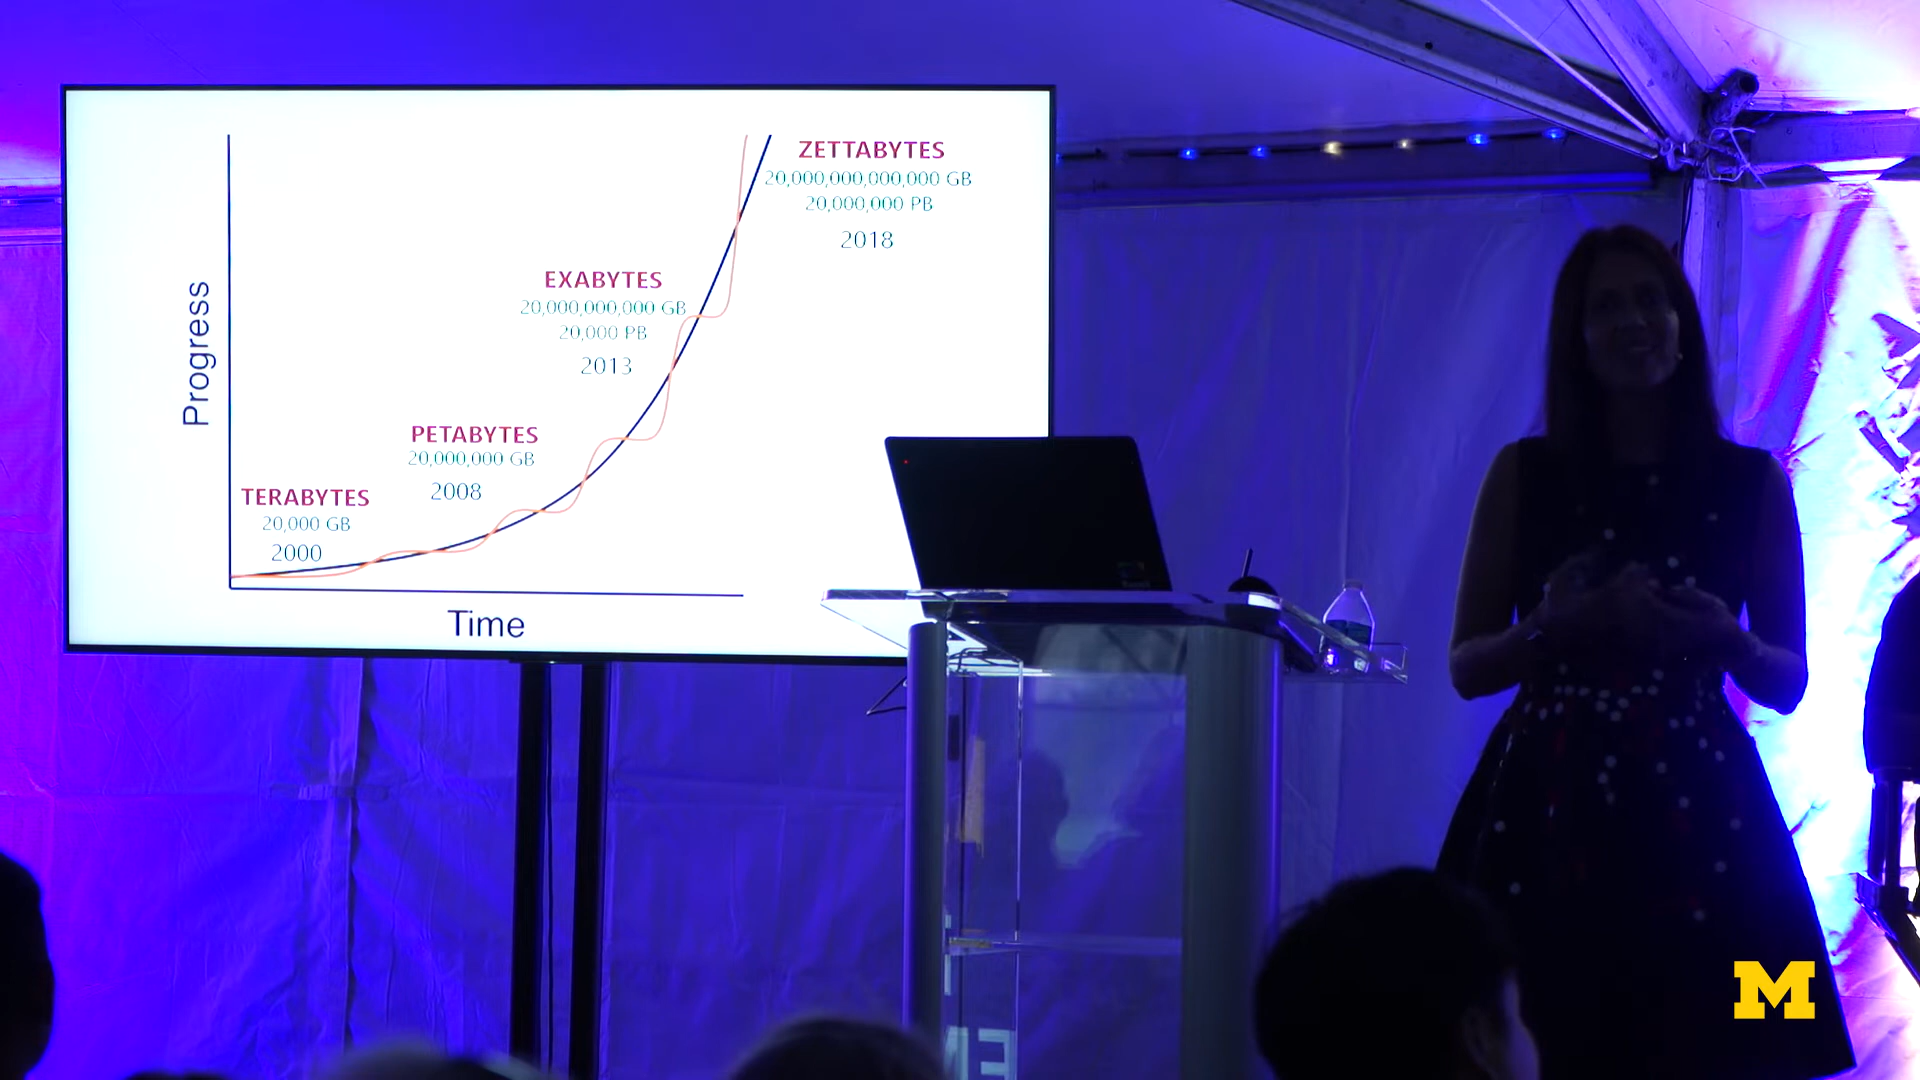 ZETTABYTES
20,000,000,000,000 GB
20,000,000 PB
2018
EXABYTES
20,000,000,000 GB
20,000 PB
2013
PETABYTES
20,000,000 GB
2008
TERABYTES
20,000 GB
2000
Progress
Time
M